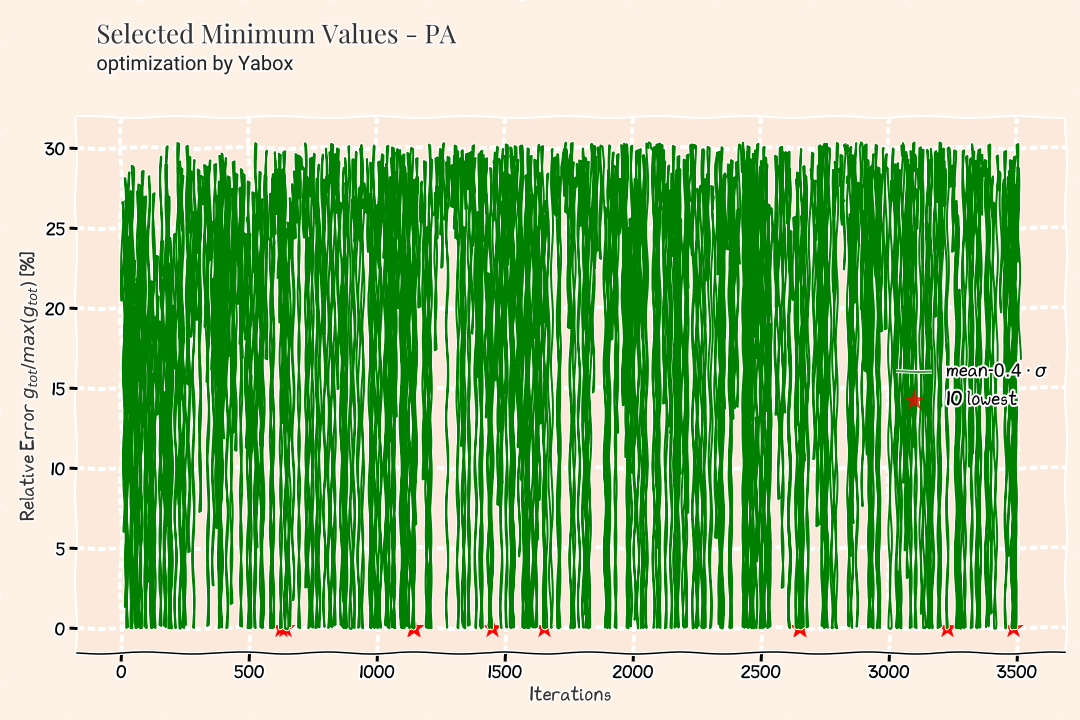 Selected Minimum Values - PA
optimization by Yabox
Relative Error g_tot/max(g_tot) [%]
30
25
20
15
10
5
0
mean-0.4 · σ
10 lowest
0 500 1000 1500 2000 2500 3000 3500
Iterations